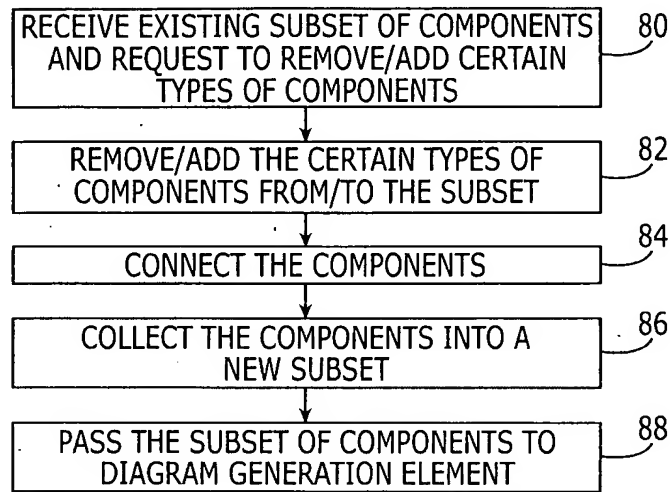 RECEIVE EXISTING SUBSET OF COMPONENTS
AND REQUEST TO REMOVE/ADD CERTAIN
TYPES OF COMPONENTS
80
REMOVE/ADD THE CERTAIN TYPES OF
COMPONENTS FROM/TO THE SUBSET
82
CONNECT THE COMPONENTS
84
COLLECT THE COMPONENTS INTO A
NEW SUBSET
86
PASS THE SUBSET OF COMPONENTS TO
DIAGRAM GENERATION ELEMENT
88